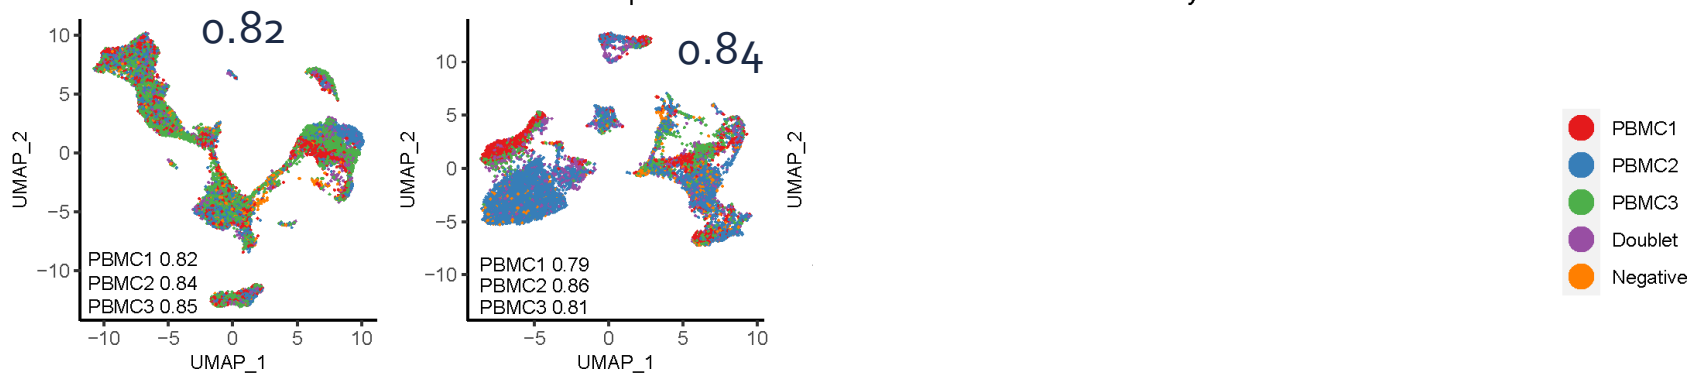 0.82
0.84
10
5
0
−5
−10
UMAP_2
PBMC1 0.82
PBMC2 0.84
PBMC3 0.85
−10
−5
0
5
10
UMAP_1
10
5
0
−5
−10
UMAP_2
PBMC1 0.79
PBMC2 0.86
PBMC3 0.81
−5
0
5
10
UMAP_1
UMAP_2
PBMC1
PBMC2
PBMC3
Doublet
Negative